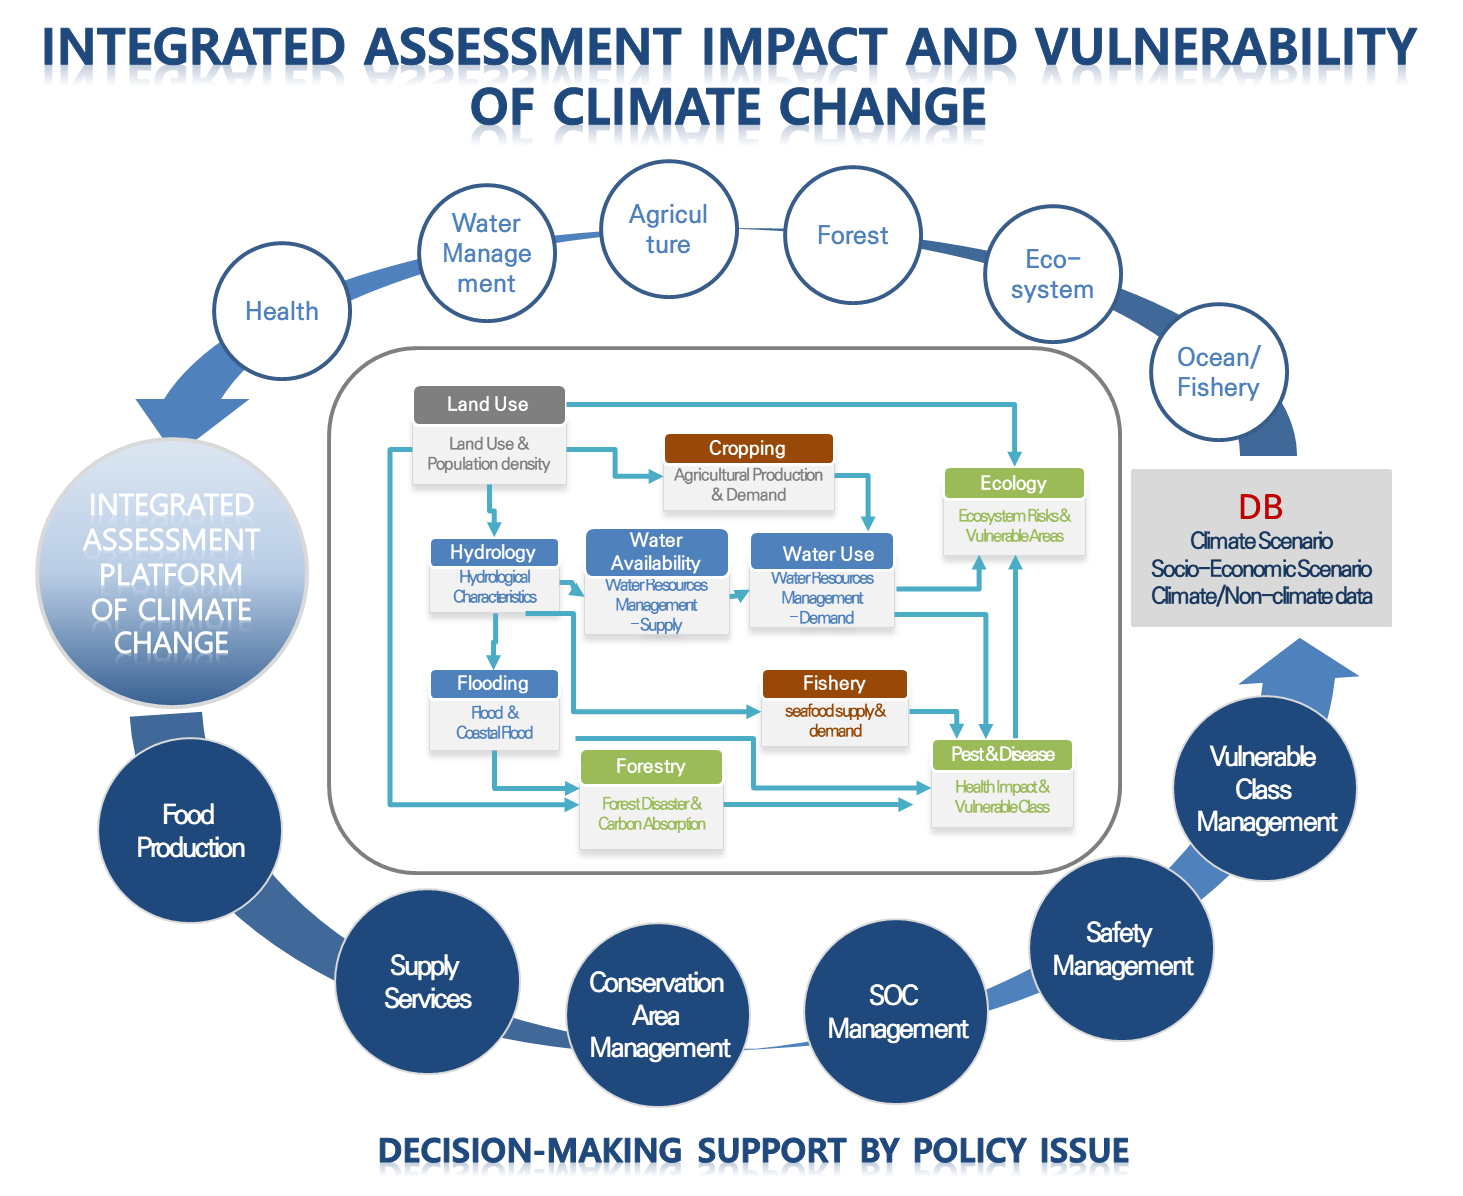 INTEGRATED ASSESSMENT IMPACT AND VULNERABILITY
OF CLIMATE CHANGE
Health
Water
Manage
ment
Agricul
ture
Forest
Eco-
system
Ocean/
Fishery
INTEGRATED
ASSESSMENT
PLATFORM
OF CLIMATE
CHANGE
Land Use
Land Use &
Population density
Cropping
Agricultural Production
& Demand
Ecology
Ecosystem Risks &
Vulnerable Areas
Hydrology
Hydrological
Characteristics
Water
Availability
Water Resources
Management
-Supply
Water Use
Water Resources
Management
-Demand
Flooding
Flood &
Coastal Flood
Fishery
seafood supply &
demand
Forestry
Forest Disaster &
Carbon Absorption
Pest & Disease
Health Impact &
Vulnerable Class
DB
Climate Scenario
Socio-Economic Scenario
Climate/Non-climate data
Food
Production
Supply
Services
Conservation
Area
Management
SOC
Management
Safety
Management
Vulnerable
Class
Management
DECISION-MAKING SUPPORT BY POLICY ISSUE